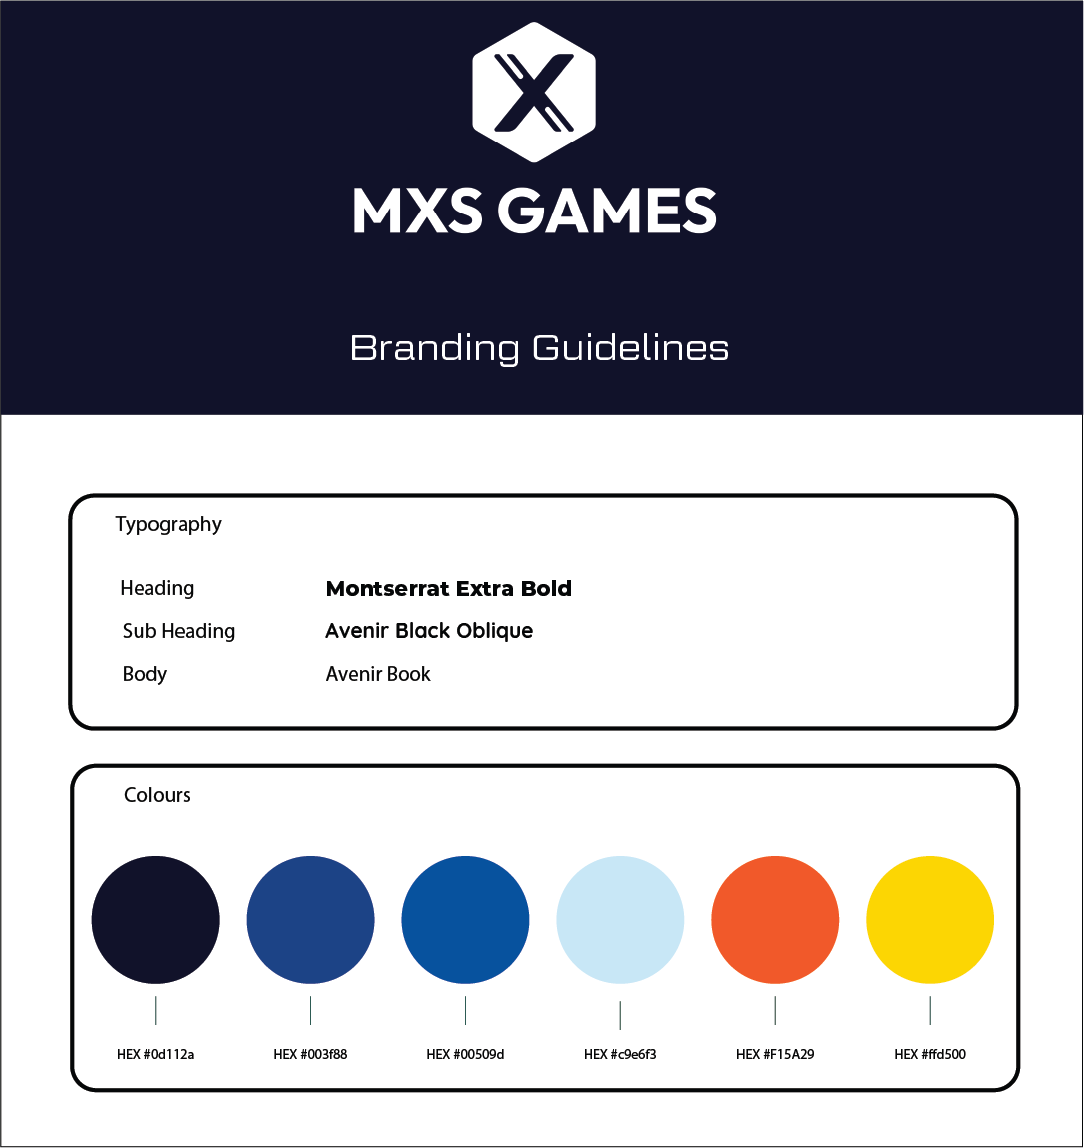 X
MXS GAMES
Branding Guidelines
Typography
Heading Montserrat Extra Bold
Sub Heading Avenir Black Oblique
Body Avenir Book
Colours
HEX #0d112a HEX #003f88 HEX #00509d HEX #c9e6f3 HEX #F15A29 HEX #ffd500